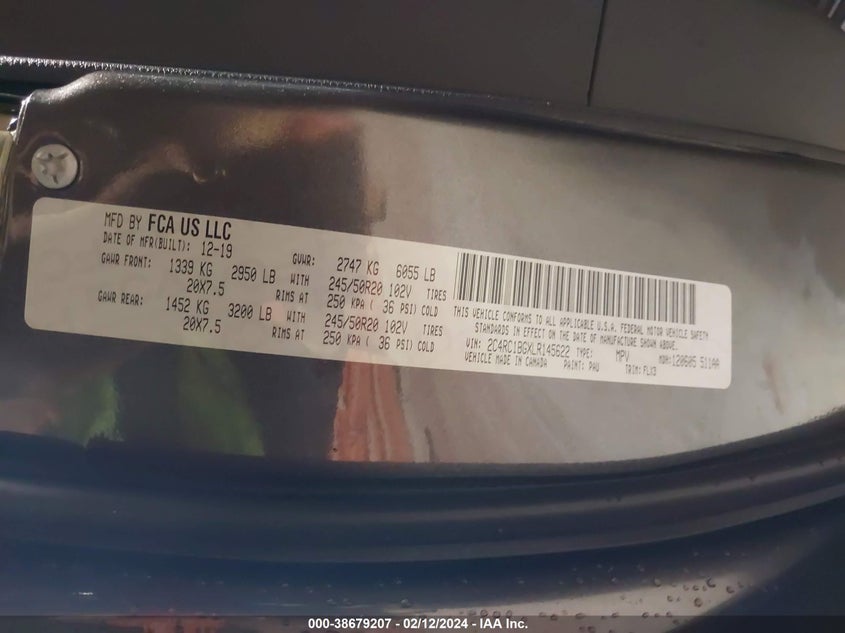 MFD BY FCA US LLC
DATE OF MFR(BUILT): 12-19
GVWR: 2747 KG 6055 LB
GAWR FRONT: 1339 KG 2950 LB WITH 245/50R20 102V TIRES
20X7.5 RIMS AT 250 KPA ( 36 PSI) COLD
GAWR REAR: 1452 KG 3200 LB WITH 245/50R20 102V TIRES
20X7.5 RIMS AT 250 KPA ( 36 PSI) COLD
THIS VEHICLE CONFORMS TO ALL APPLICABLE U.S.A. FEDERAL MOTOR VEHICLE SAFETY
STANDARDS IN EFFECT ON THE DATE OF MANUFACTURE SHOWN ABOVE.
VIN: 2C4RC1BGXLR145622 TYPE: MPV MDH: 120605 511AA
VEHICLE MADE IN CANADA PAINT: PAU TRIM: FLX9
000-38679207 - 02/12/2024 - IAA Inc.